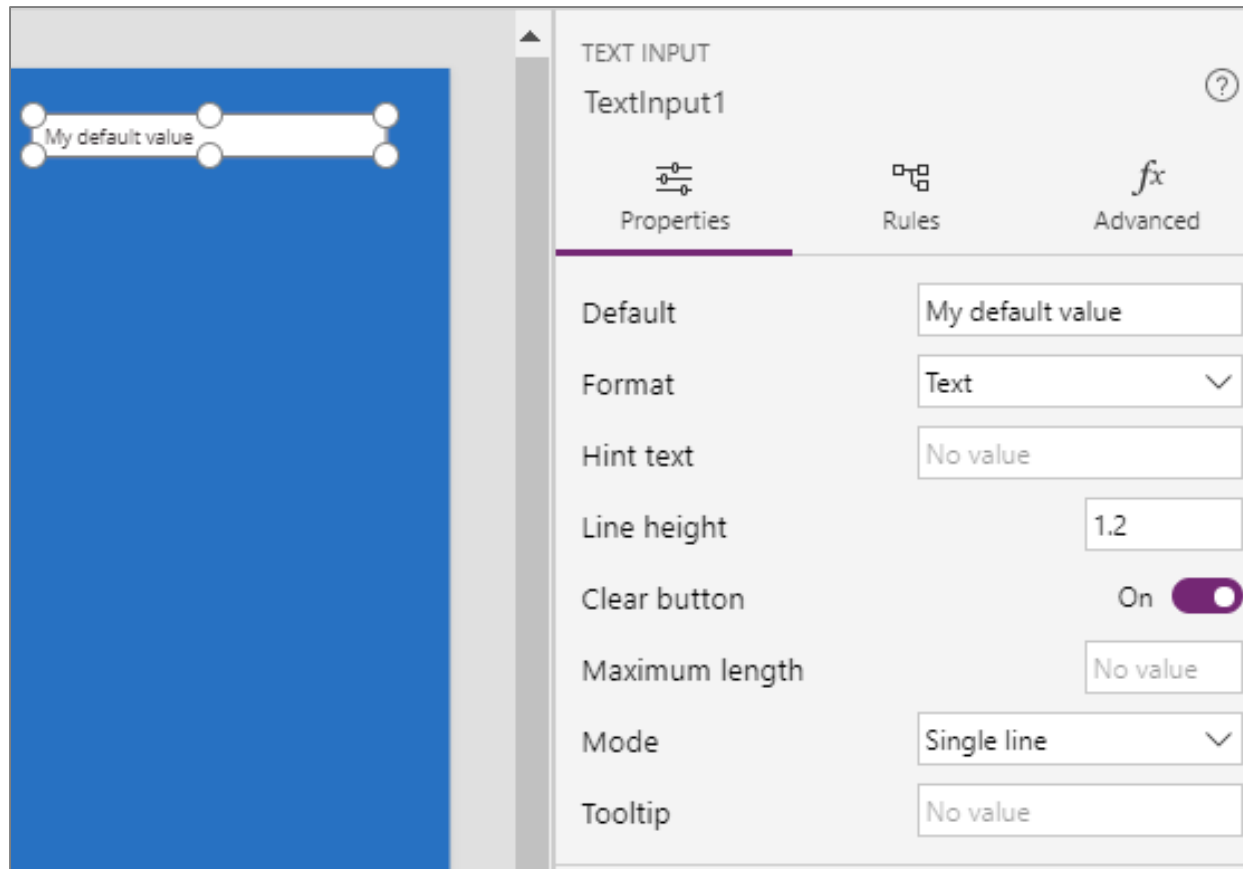 My default value
TEXT INPUT
TextInput1
?
Properties
Rules
fx
Advanced
Default
My default value
Format
Text
Hint text
No value
Line height
1.2
Clear button
On
Maximum length
No value
Mode
Single line
Tooltip
No value